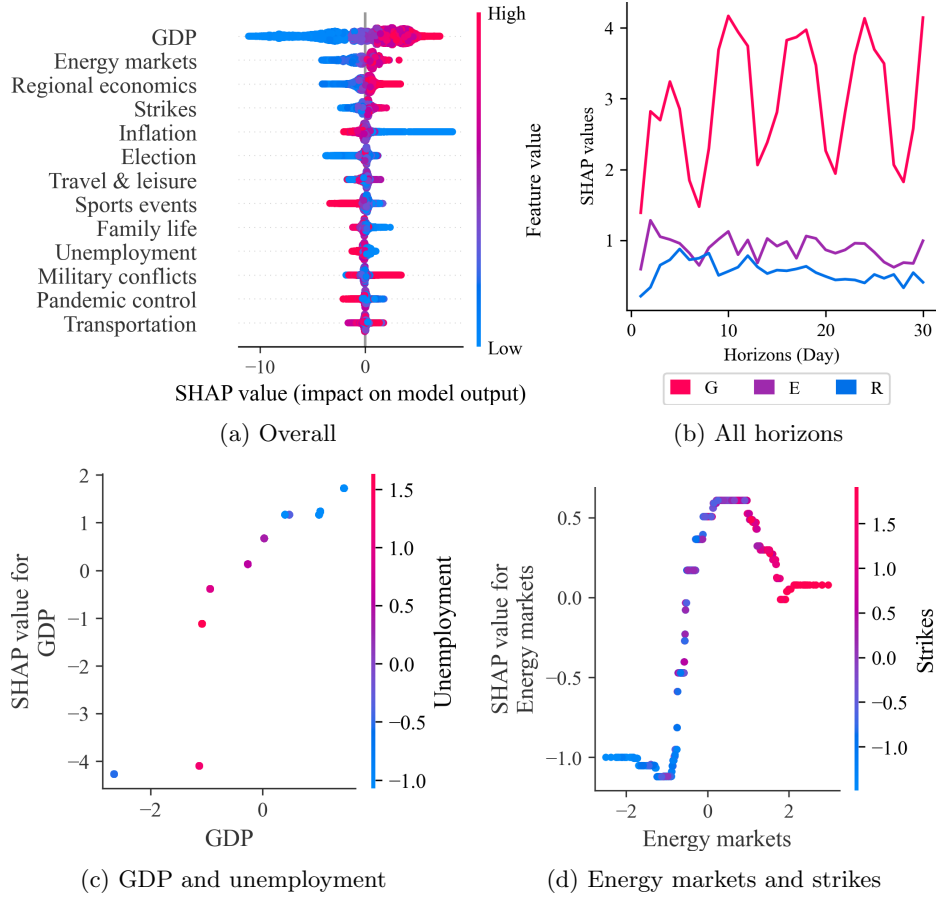 High
GDP
Energy markets
Regional economics
Strikes
Inflation
Election
Travel & leisure
Sports events
Family life
Unemployment
Military conflicts
Pandemic control
Transportation
Feature value
Low
−10
0
SHAP value (impact on model output)
(a) Overall
4
3
2
1
SHAP values
1
10
20
30
Horizons (Day)
G
E
R
(b) All horizons
2
1
0
−1
−2
−3
−4
SHAP value for
GDP
−2
0
GDP
1.5
1.0
0.5
0.0
−0.5
−1.0
Unemployment
(c) GDP and unemployment
0.5
0.0
−0.5
−1.0
SHAP value for
Energy markets
−2
0
2
Energy markets
1.5
1.0
0.5
−0.0
−0.5
−1.0
Strikes
(d) Energy markets and strikes